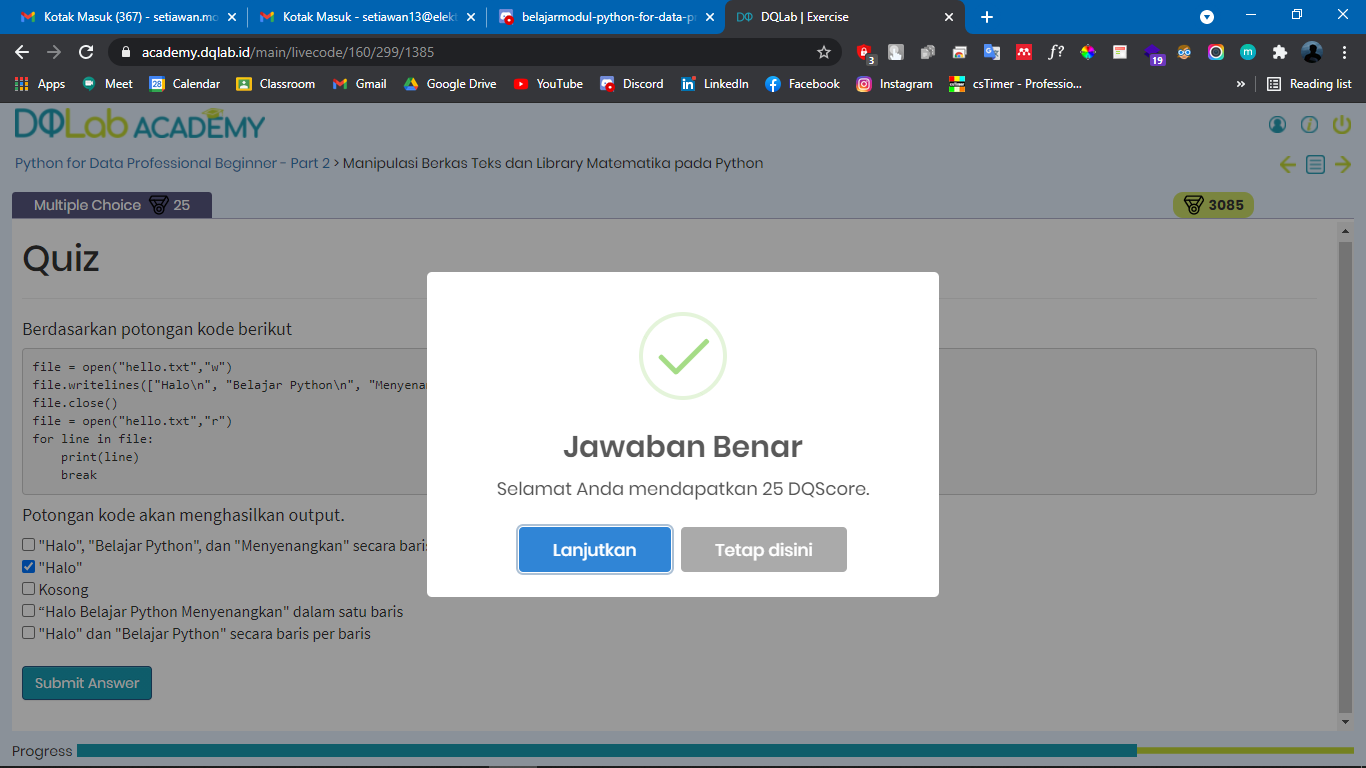 Kotak Masuk (367) - setiawan.mo
Kotak Masuk - setiawan13@elekt
belajarmodul-python-for-data-pr
DQLab | Exercise
academy.dqlab.id/main/livecode/160/299/1385
3
f?
19
m
Apps
Meet
28
Calendar
Classroom
Gmail
Google Drive
YouTube
Discord
LinkedIn
Facebook
Instagram
csTimer - Professio...
»
Reading list
DQLab ACADEMY
Python for Data Professional Beginner - Part 2 > Manipulasi Berkas Teks dan Library Matematika pada Python
Multiple Choice 25
3085
Quiz
Berdasarkan potongan kode berikut
file = open("hello.txt","w")
file.writelines(["Halo\n", "Belajar Python\n", "Menyenan
file.close()
file = open("hello.txt","r")
for line in file:
    print(line)
    break
Potongan kode akan menghasilkan output.
"Halo", "Belajar Python", dan "Menyenangkan" secara baris
"Halo"
Kosong
“Halo Belajar Python Menyenangkan" dalam satu baris
"Halo" dan "Belajar Python" secara baris per baris
Submit Answer
Jawaban Benar
Selamat Anda mendapatkan 25 DQScore.
Lanjutkan
Tetap disini
Progress